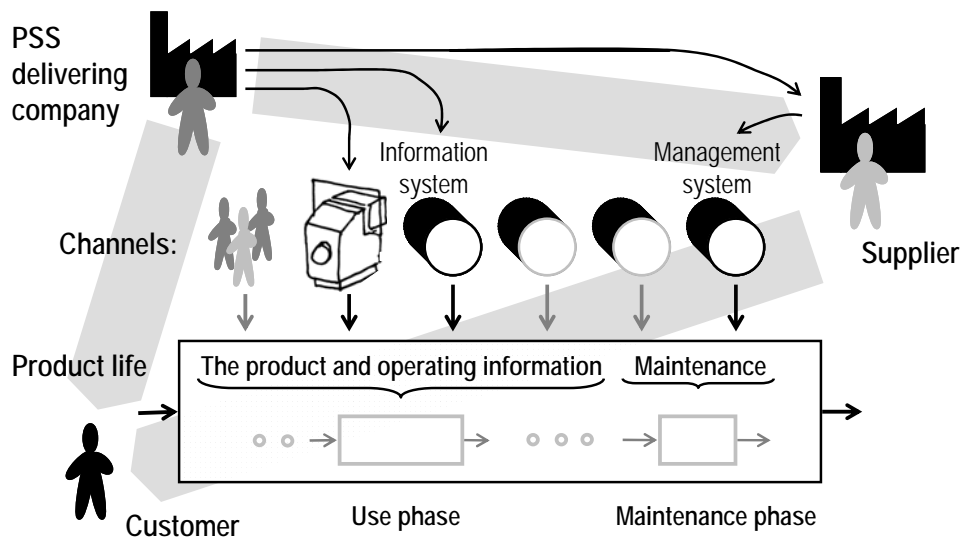 PSS
delivering
company
Information
system
Management
system
Channels:
Supplier
Product life
The product and operating information
Maintenance
Customer
Use phase
Maintenance phase